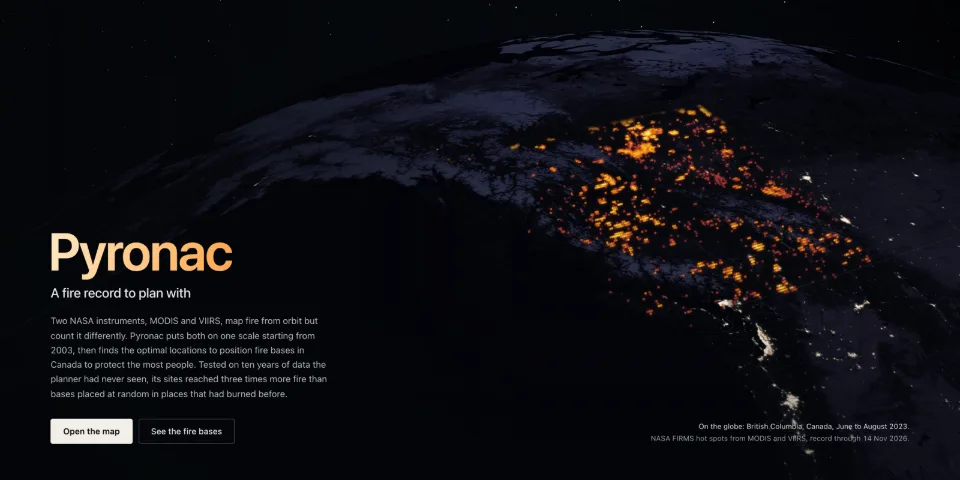 Pyronac
A fire record to plan with
Two NASA instruments, MODIS and VIIRS, map fire from orbit but
count it differently. Pyronac puts both on one scale starting from
2003, then finds the optimal locations to position fire bases in
Canada to protect the most people. Tested on ten years of data the
planner had never seen, its sites reached three times more fire than
bases placed at random in places that had burned before.
Open the map
See the fire bases
On the globe: British Columbia, Canada, June to August 2023.
NASA FIRMS hot spots from MODIS and VIIRS, record through 14 Nov 2026.